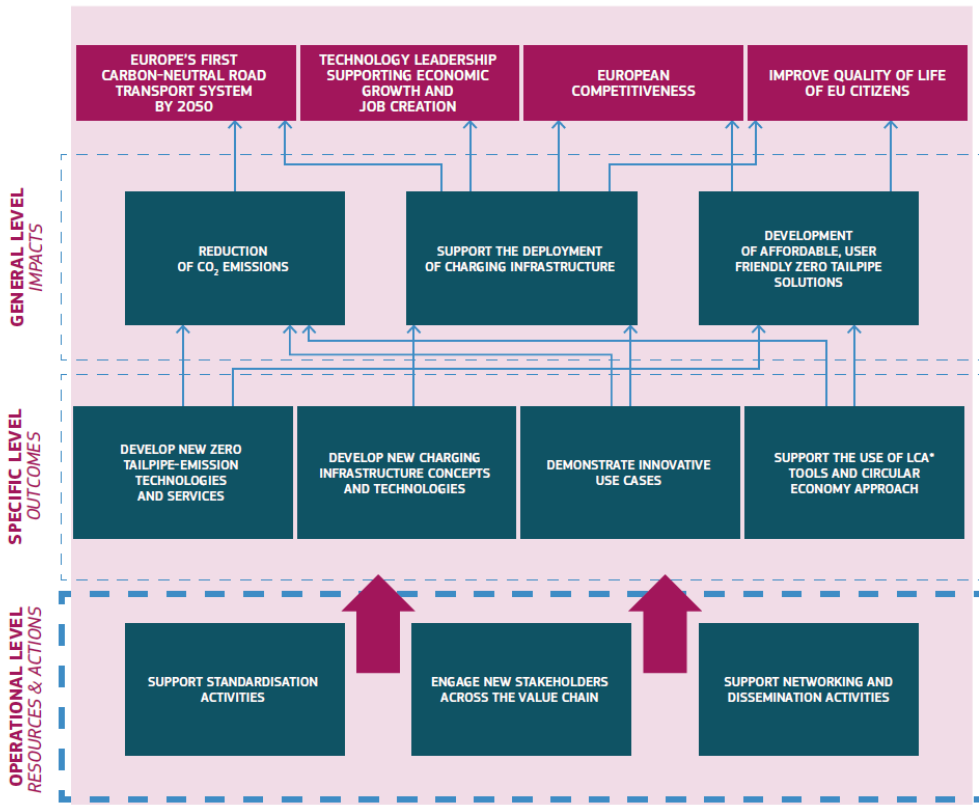 EUROPE'S FIRST
CARBON-NEUTRAL ROAD
TRANSPORT SYSTEM
BY 2050
TECHNOLOGY LEADERSHIP
SUPPORTING ECONOMIC
GROWTH AND
JOB CREATION
EUROPEAN
COMPETITIVENESS
IMPROVE QUALITY OF LIFE
OF EU CITIZENS
GENERAL LEVEL
IMPACTS
REDUCTION
OF CO₂ EMISSIONS
SUPPORT THE DEPLOYMENT
OF CHARGING INFRASTRUCTURE
DEVELOPMENT
OF AFFORDABLE, USER
FRIENDLY ZERO TAILPIPE
SOLUTIONS
SPECIFIC LEVEL
OUTCOMES
DEVELOP NEW ZERO
TAILPIPE-EMISSION
TECHNOLOGIES
AND SERVICES
DEVELOP NEW CHARGING
INFRASTRUCTURE CONCEPTS
AND TECHNOLOGIES
DEMONSTRATE INNOVATIVE
USE CASES
SUPPORT THE USE OF LCA*
TOOLS AND CIRCULAR
ECONOMY APPROACH
OPERATIONAL LEVEL
RESOURCES & ACTIONS
SUPPORT STANDARDISATION
ACTIVITIES
ENGAGE NEW STAKEHOLDERS
ACROSS THE VALUE CHAIN
SUPPORT NETWORKING AND
DISSEMINATION ACTIVITIES